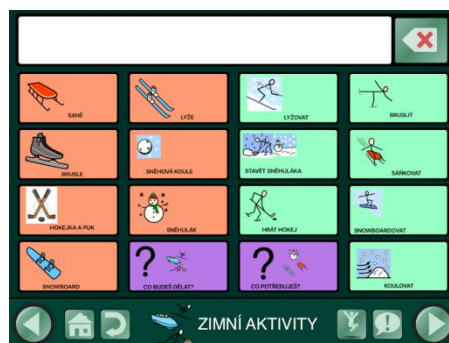 SANĚ
LYŽE
LYŽOVAT
BRUSLIT
BRUSLE
SNĚHOVÁ KOULE
STAVĚT SNĚHULÁKA
SÁŇKOVAT
HOKEJKA A PUK
SNĚHULÁK
HRÁT HOKEJ
SNOWBOARDOVAT
SNOWBOARD
? CO BUDEŠ DĚLAT?
? CO POTŘEBUJEŠ?
KOULOVAT
ZIMNÍ AKTIVITY